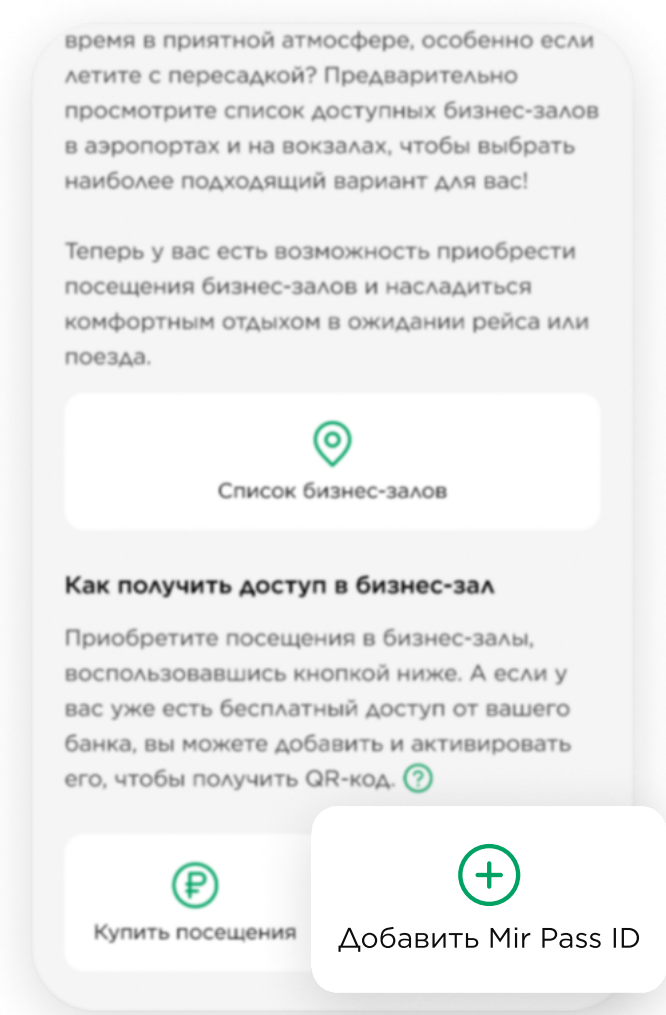 время в приятной атмосфере, особенно если
летите с пересадкой? Предварительно
просмотрите список доступных бизнес-залов
в аэропортах и на вокзалах, чтобы выбрать
наиболее подходящий вариант для вас!
Теперь у вас есть возможность приобрести
посещения бизнес-залов и насладиться
комфортным отдыхом в ожидании рейса или
поезда.
Список бизнес-залов
Как получить доступ в бизнес-зал
Приобретите посещения в бизнес-залы,
воспользовавшись кнопкой ниже. А если у
вас уже есть бесплатный доступ от вашего
банка, вы можете добавить и активировать
его, чтобы получить QR-код. ?
Купить посещения
Добавить Mir Pass ID